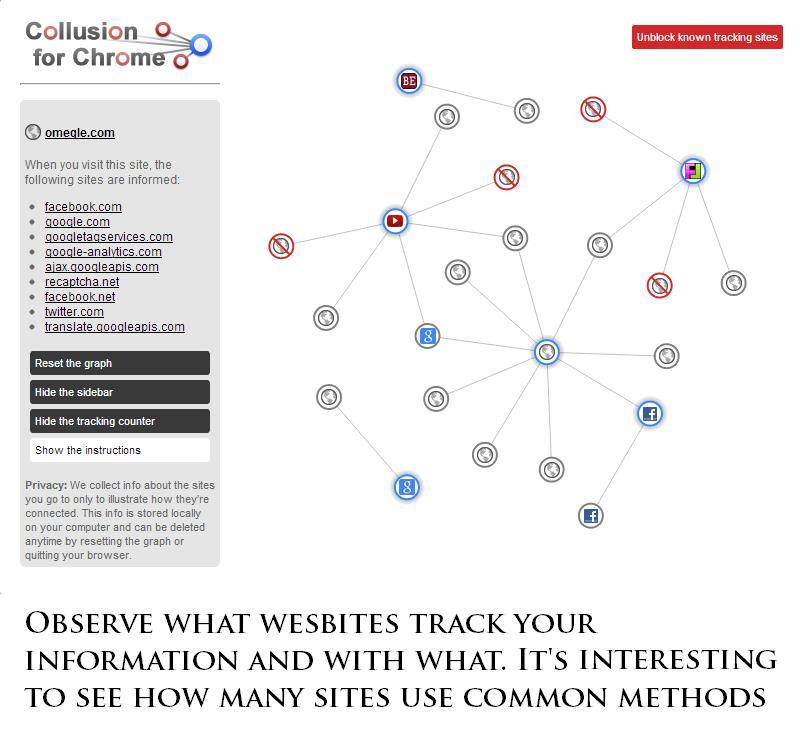 Collusion
for Chrome
Unblock known tracking sites
BE
omegle.com
When you visit this site, the
following sites are informed:
facebook.com
google.com
googletagservices.com
google-analytics.com
ajax.googleapis.com
recaptcha.net
facebook.net
twitter.com
translate.googleapis.com
Reset the graph
Hide the sidebar
Hide the tracking counter
Show the instructions
Privacy: We collect info about the sites
you go to only to illustrate how they're
connected. This info is stored locally
on your computer and can be deleted
anytime by resetting the graph or
quitting your browser.
g
f
g
f
Observe what wesbites track your
information and with what. It's interesting
to see how many sites use common methods